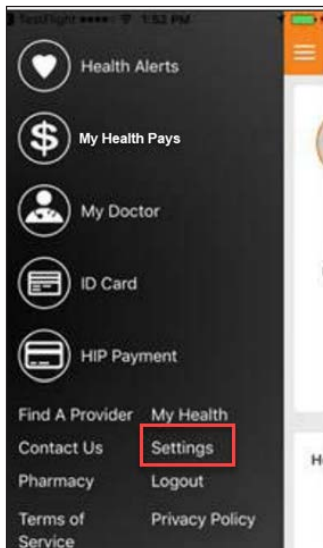 TestFlight 1:53 PM
Health Alerts
My Health Pays
$
My Doctor
ID Card
HIP Payment
Find A Provider My Health
Contact Us Settings
Pharmacy Logout
Terms of Privacy Policy
Service